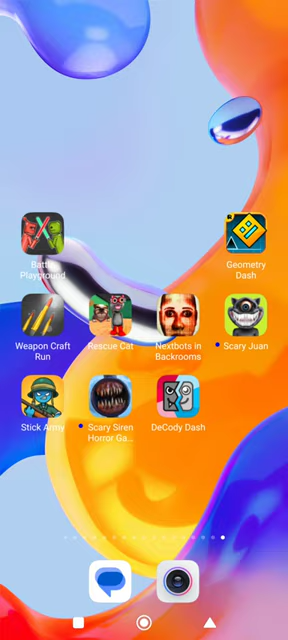 Battle
Playground
Geometry
Dash
Weapon Craft
Run
Rescue Cat
Nextbots in
Backrooms
Scary Juan
Stick Army
Scary Siren
Horror Ga...
DeCody Dash